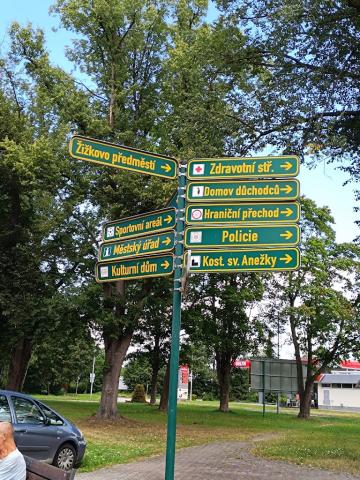 Žižkovo předměstí
Sportovní areál
Městský úřad
Kulturní dům
Zdravotní stř.
Domov důchodců
Hraniční přechod
Policie
Kost. sv. Anežky